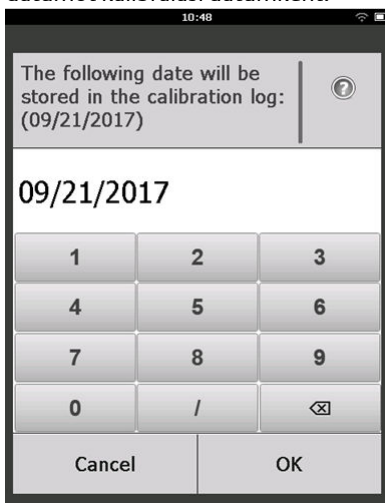 10:48
The following date will be
stored in the calibration log:
(09/21/2017)
?
09/21/2017
1 2 3
4 5 6
7 8 9
0 /
Cancel OK